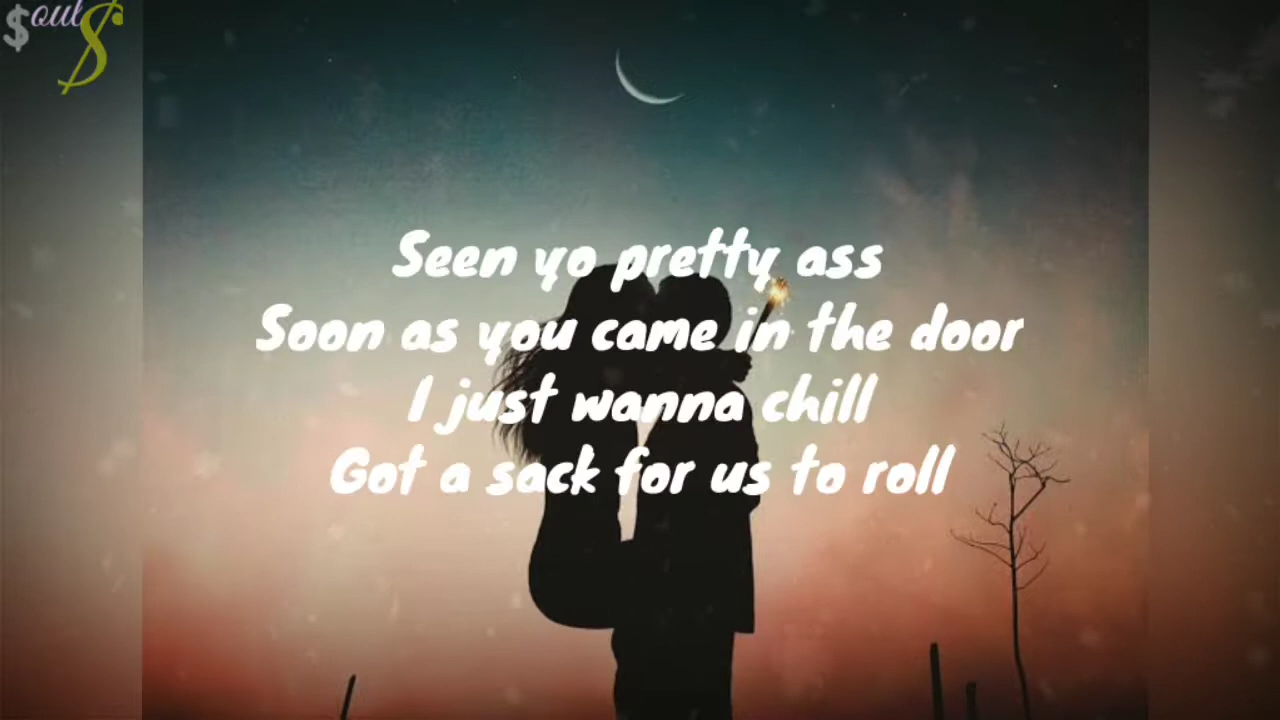 $oul$
Seen yo pretty ass
Soon as you came in the door
I just wanna chill
Got a sack for us to roll